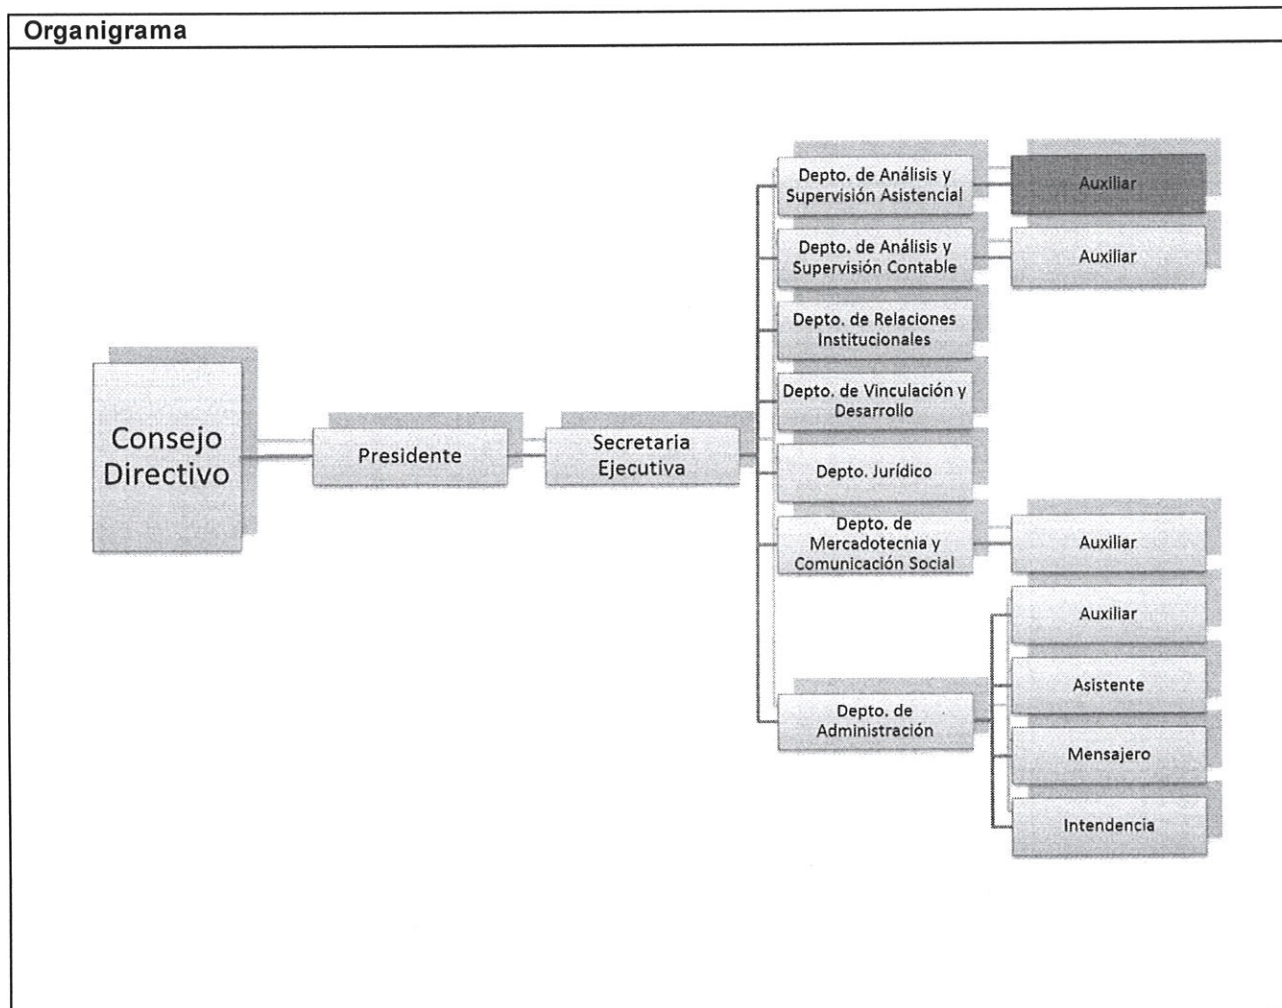 Organigrama
Consejo
Directivo
Presidente
Secretaria
Ejecutiva
Depto. de Análisis y
Supervisión Asistencial
Auxiliar
Depto. de Análisis y
Supervisión Contable
Auxiliar
Depto. de Relaciones
Institucionales
Depto. de Vinculación y
Desarrollo
Depto. Jurídico
Depto. de
Mercadotecnia y
Comunicación Social
Auxiliar
Depto. de
Administración
Auxiliar
Asistente
Mensajero
Intendencia